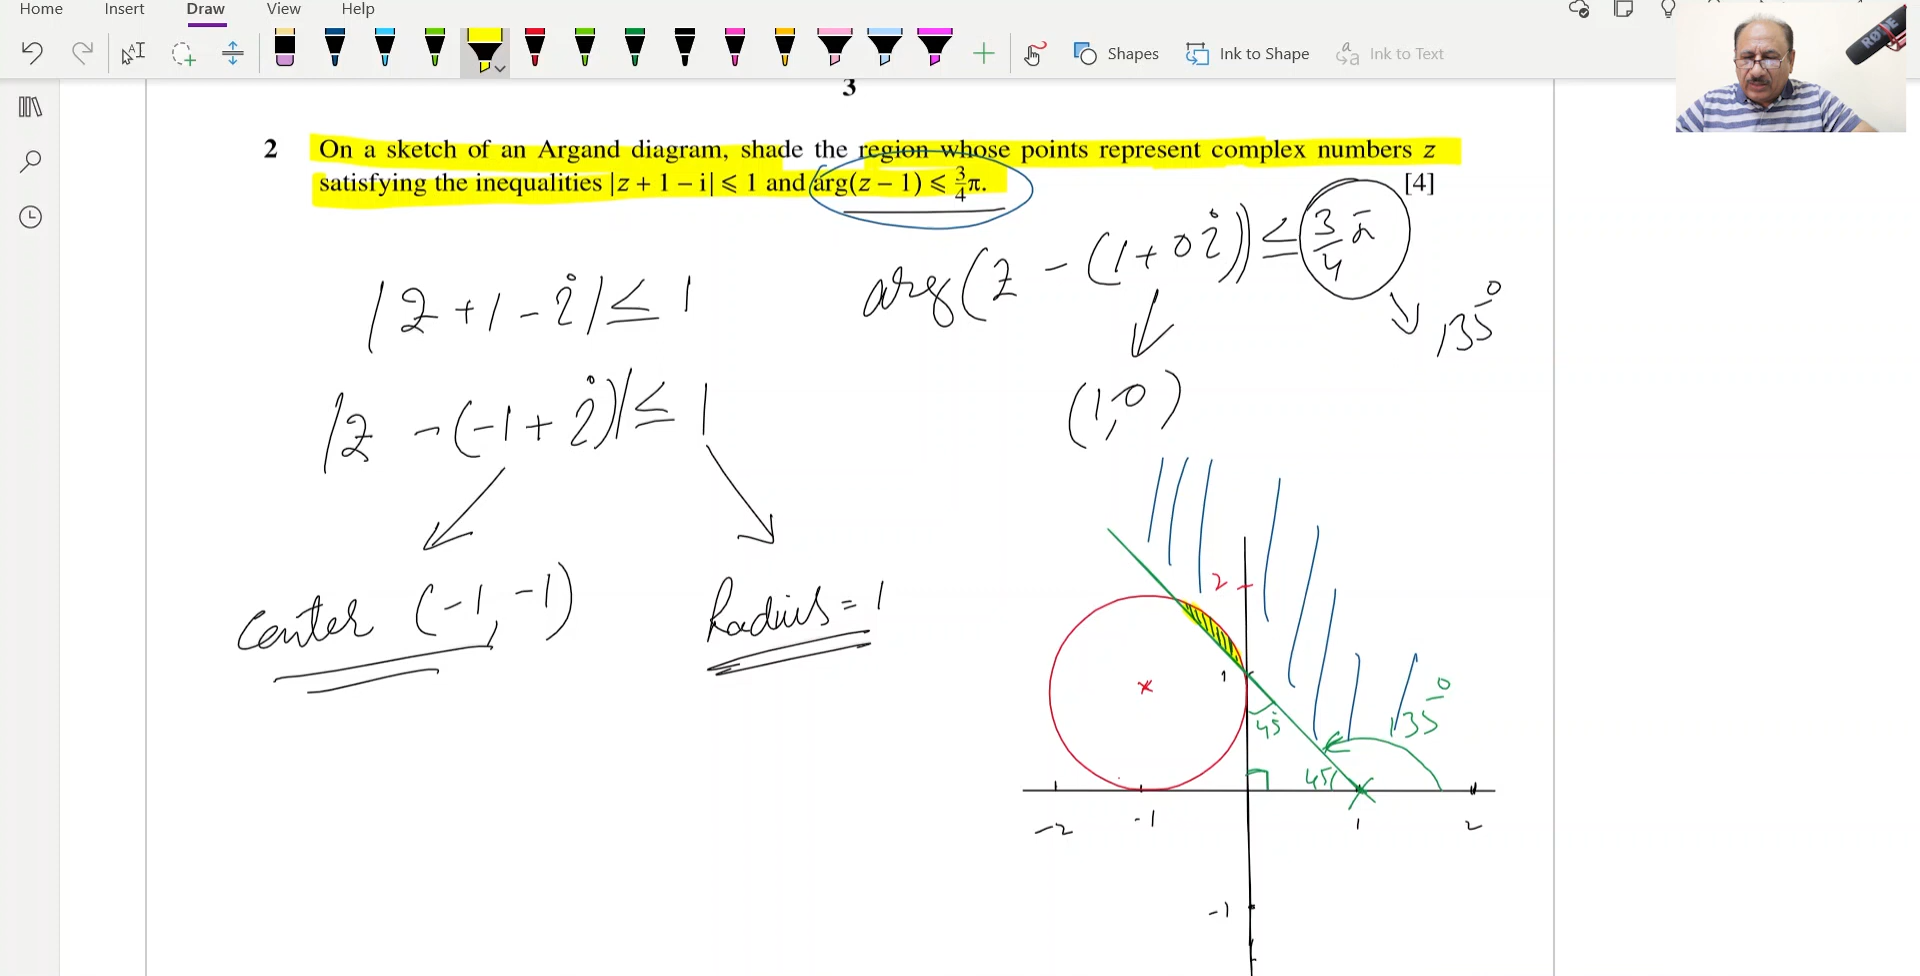 Home Insert Draw View Help
Shapes Ink to Shape Ink to Text
RODE
3
2 On a sketch of an Argand diagram, shade the region whose points represent complex numbers z
satisfying the inequalities |z + 1 − i| ⩽ 1 and arg(z − 1) ⩽ 3/4 π. [4]
|z + 1 - i| ≤ 1
arg(z - (1 + 0i)) ≤ 3/4 π
135°
|z - (-1 + i)| ≤ 1
(1, 0)
Center (-1, -1)
Radius = 1
2
1
45
135°
45
-2 -1 1 2
-1